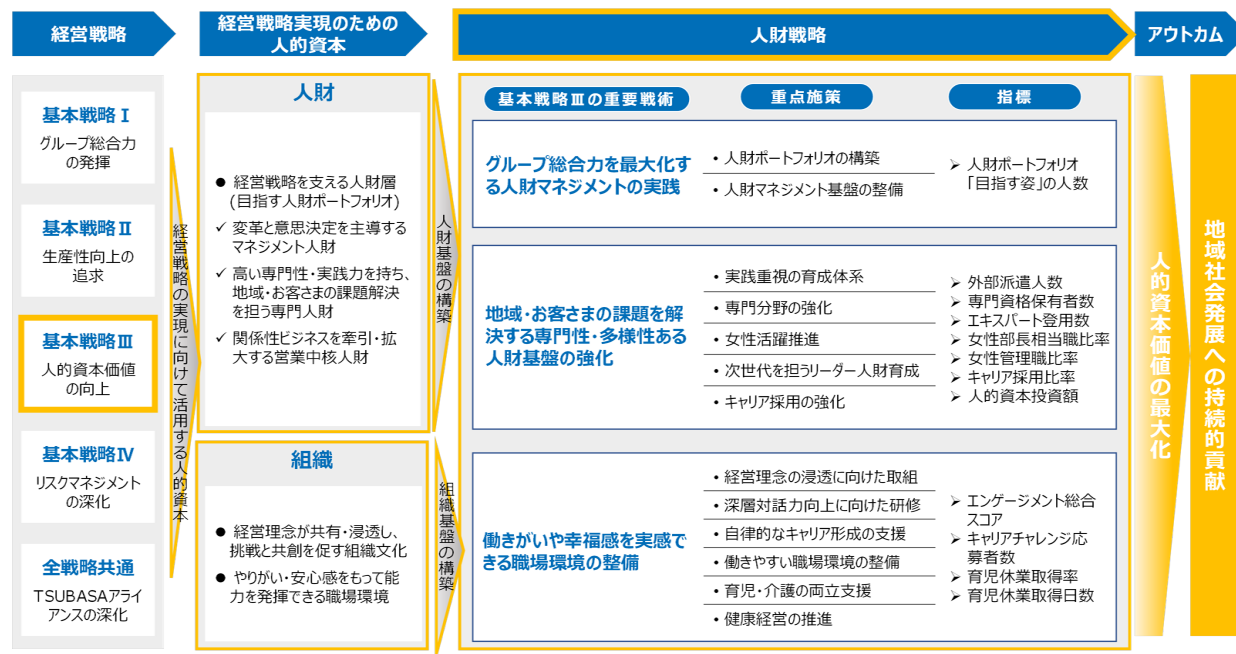 経営戦略
経営戦略実現のための
人的資本
人財戦略
アウトカム
基本戦略Ⅰ
グループ総合力
の発揮
基本戦略Ⅱ
生産性向上の
追求
基本戦略Ⅲ
人的資本価値
の向上
基本戦略Ⅳ
リスクマネジメント
の深化
全戦略共通
TSUBASAアライ
アンスの深化
経営戦略の実現に向けて活用する人的資本
人財
● 経営戦略を支える人財層
(目指す人財ポートフォリオ)
✓ 変革と意思決定を主導する
マネジメント人財
✓ 高い専門性・実践力を持ち、
地域・お客さまの課題解決
を担う専門人財
✓ 関係性ビジネスを牽引・拡
大する営業中核人財
組織
● 経営理念が共有・浸透し、
挑戦と共創を促す組織文化
● やりがい・安心感をもって能
力を発揮できる職場環境
人財基盤の構築
組織基盤の構築
基本戦略Ⅲの重要戦術
重点施策
指標
グループ総合力を最大化す
る人財マネジメントの実践
• 人財ポートフォリオの構築
• 人財マネジメント基盤の整備
➢ 人財ポートフォリオ
「目指す姿」の人数
地域・お客さまの課題を解
決する専門性・多様性ある
人財基盤の強化
• 実践重視の育成体系
• 専門分野の強化
• 女性活躍推進
• 次世代を担うリーダー人財育成
• キャリア採用の強化
➢ 外部派遣人数
➢ 専門資格保有者数
➢ エキスパート登用数
➢ 女性部長相当職比率
➢ 女性管理職比率
➢ キャリア採用比率
➢ 人的資本投資額
働きがいや幸福感を実感で
きる職場環境の整備
• 経営理念の浸透に向けた取組
• 深層対話力向上に向けた研修
• 自律的なキャリア形成の支援
• 働きやすい職場環境の整備
• 育児・介護の両立支援
• 健康経営の推進
➢ エンゲージメント総合
スコア
➢ キャリアチャレンジ応
募者数
➢ 育児休業取得率
➢ 育児休業取得日数
人的資本価値の最大化
地域社会発展への持続的貢献